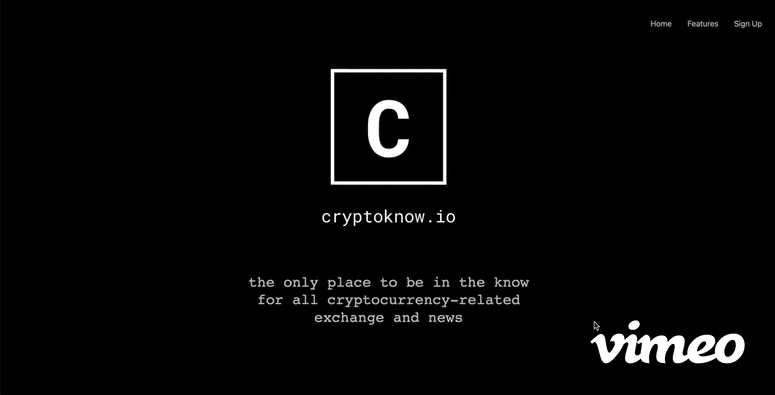 Home Features Sign Up
C
cryptoknow.io
the only place to be in the know
for all cryptocurrency-related
exchange and news
vimeo